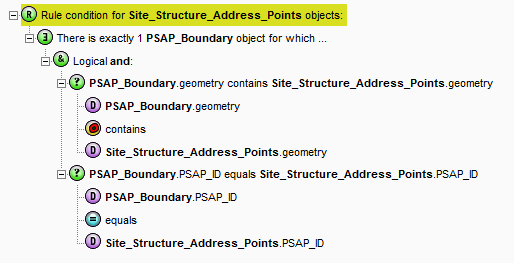 R Rule condition for Site_Structure_Address_Points objects:
∃ There is exactly 1 PSAP_Boundary object for which ...
& Logical and:
? PSAP_Boundary.geometry contains Site_Structure_Address_Points.geometry
D PSAP_Boundary.geometry
contains
D Site_Structure_Address_Points.geometry
? PSAP_Boundary.PSAP_ID equals Site_Structure_Address_Points.PSAP_ID
D PSAP_Boundary.PSAP_ID
= equals
D Site_Structure_Address_Points.PSAP_ID